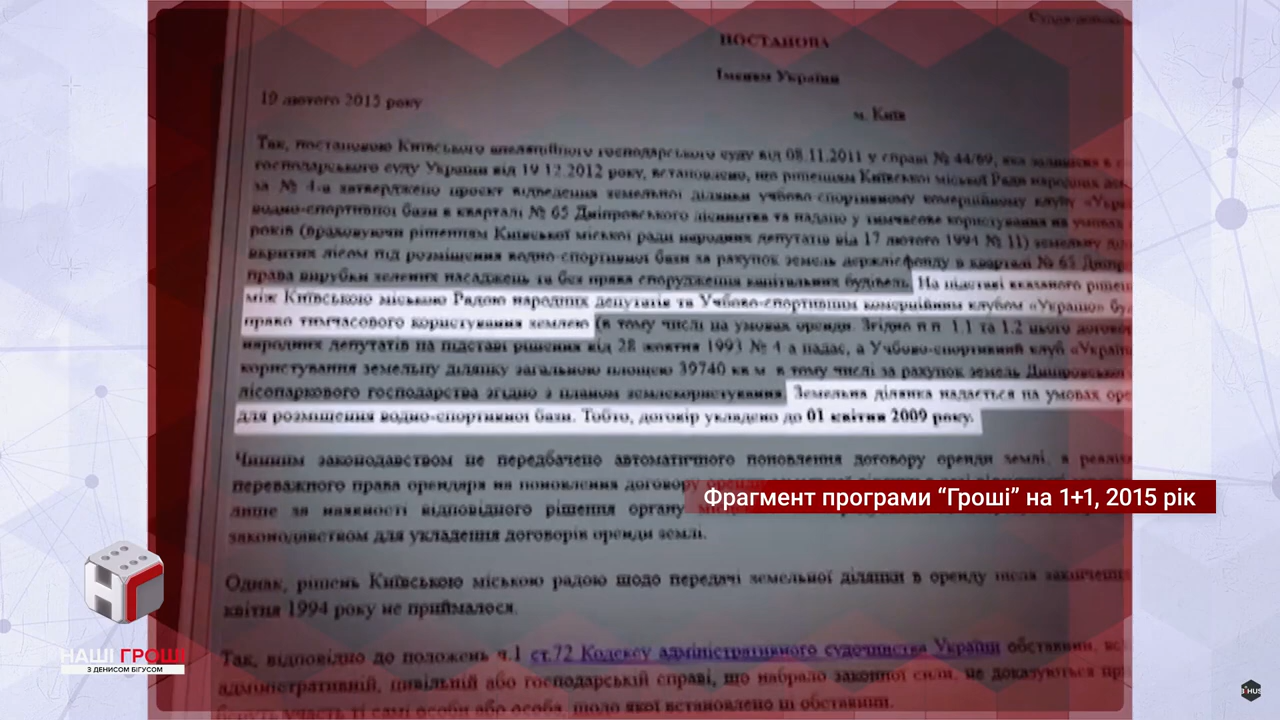 ПОСТАНОВА
Іменем України
19 лютого 2015 року
м. Київ
Так, постановою Київського апеляційного господарського суду від 08.11.2011 у справі № 44/69, яка залишена в
господарського суду України від 19.12.2012 року, встановлено, що рішенням Київської міської Ради народних
за № 4-а затверджено проєкт відведення земельної ділянки учбово-спортивному комерційному клубу
водно-спортивної бази в кварталі № 65 Дніпровського лісництва та надано у тимчасове користування на умовах
років (враховуючи рішенням Київської міської ради народних депутатів від 17 лютого 1994 № 11) земельну
вкритих лісом під розміщення водно-спортивної бази за рахунок земель держлісфонду в кварталі № 65
права вирубки зелених насаджень та без права спорудження капітальних будівель. На підставі вказаного
між Київською міською Радою народних депутатів та Учбово-спортивним комерційним клубом «Україно»
право тимчасового користування землею (в тому числі на умовах оренди. Згідно п.п. 1.1 та 1.2 цього
народних депутатів на підставі рішення від 28 жовтня 1993 № 4 а надає, а Учбово-спортивний клуб
користування земельну ділянку загальною площею 39740 кв м в тому числі за рахунок земель
лісопаркового господарства згідно з планом землекористування. Земельна ділянка надається на умовах
для розміщення водно-спортивної бази. Тобто, договір укладено до 01 квітня 2009 року.
Чинним законодавством не передбачено автоматичного поновлення договору оренди землі, а
переважного права орендаря на поновлення договору
лише за наявності відповідного рішення органу
законодавством для укладення договорів оренди землі.
Фрагмент програми “Гроші” на 1+1, 2015 рік
Однак, рішень Київською міською радою щодо передачі земельної ділянки в оренду після
квітня 1994 року не приймалося.
Так, відповідно до положень ч.1 ст.72 Кодексу адміністративного судочинства України обставини,
адміністративній, цивільній або господарській справі, що набрало законної сили, не доказуються
беруть участь ті самі особи або особа, щодо якої встановлено ці обставини.
НАШІ ГРОШІ
З ДЕНИСОМ БІГУСОМ